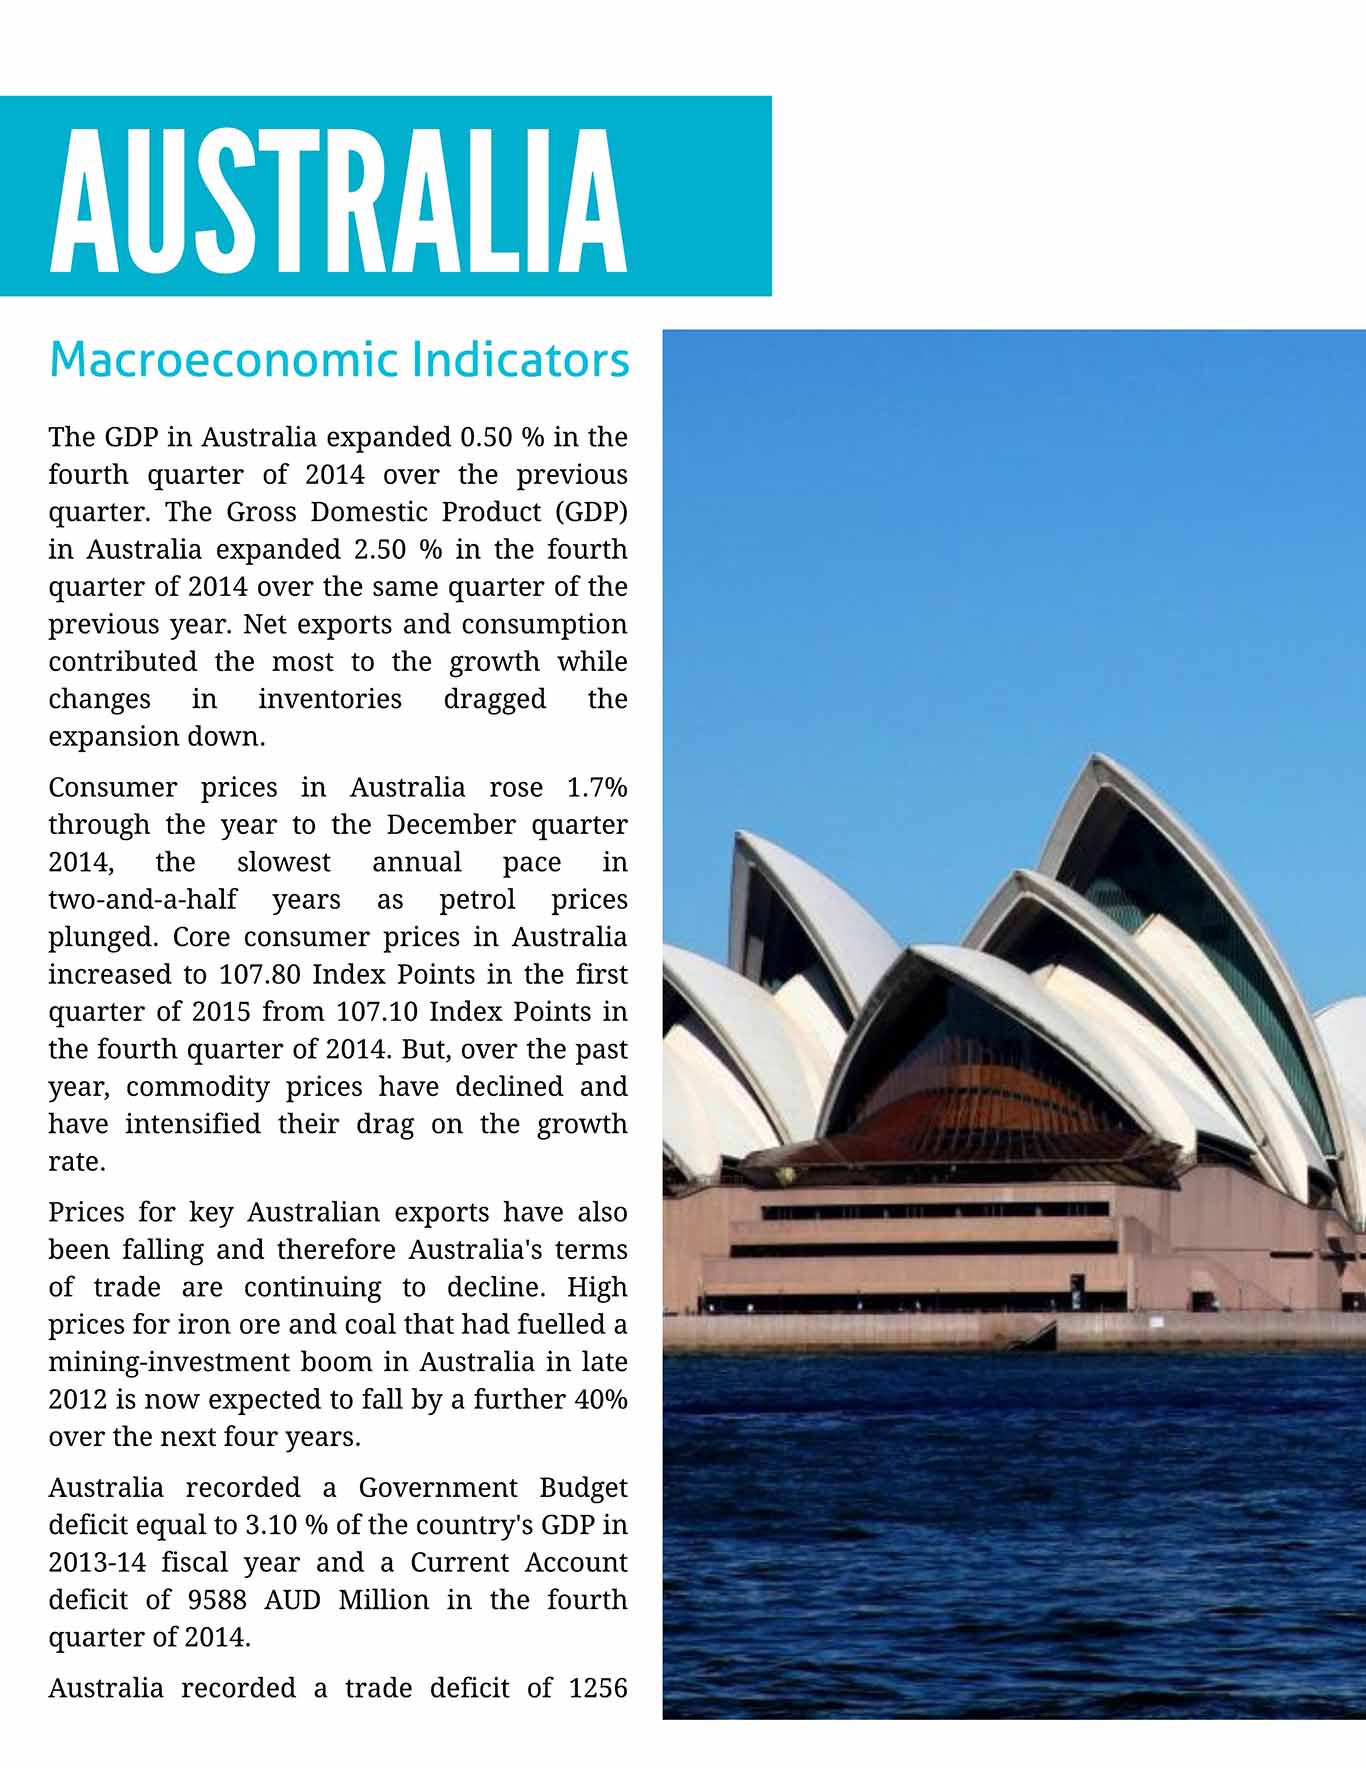 AUSTRALIA
Macroeconomic Indicators
The GDP in Australia expanded 0.50 % in the
fourth quarter of 2014 over the previous
quarter. The Gross Domestic Product (GDP)
in Australia expanded 2.50 % in the fourth
quarter of 2014 over the same quarter of the
previous year. Net exports and consumption
contributed the most to the growth while
changes in inventories dragged the
expansion down.
Consumer prices in Australia rose 1.7%
through the year to the December quarter
2014, the slowest annual pace in
two-and-a-half years as petrol prices
plunged. Core consumer prices in Australia
increased to 107.80 Index Points in the first
quarter of 2015 from 107.10 Index Points in
the fourth quarter of 2014. But, over the past
year, commodity prices have declined and
have intensified their drag on the growth
rate.
Prices for key Australian exports have also
been falling and therefore Australia's terms
of trade are continuing to decline. High
prices for iron ore and coal that had fuelled a
mining-investment boom in Australia in late
2012 is now expected to fall by a further 40%
over the next four years.
Australia recorded a Government Budget
deficit equal to 3.10 % of the country's GDP in
2013-14 fiscal year and a Current Account
deficit of 9588 AUD Million in the fourth
quarter of 2014.
Australia recorded a trade deficit of 1256